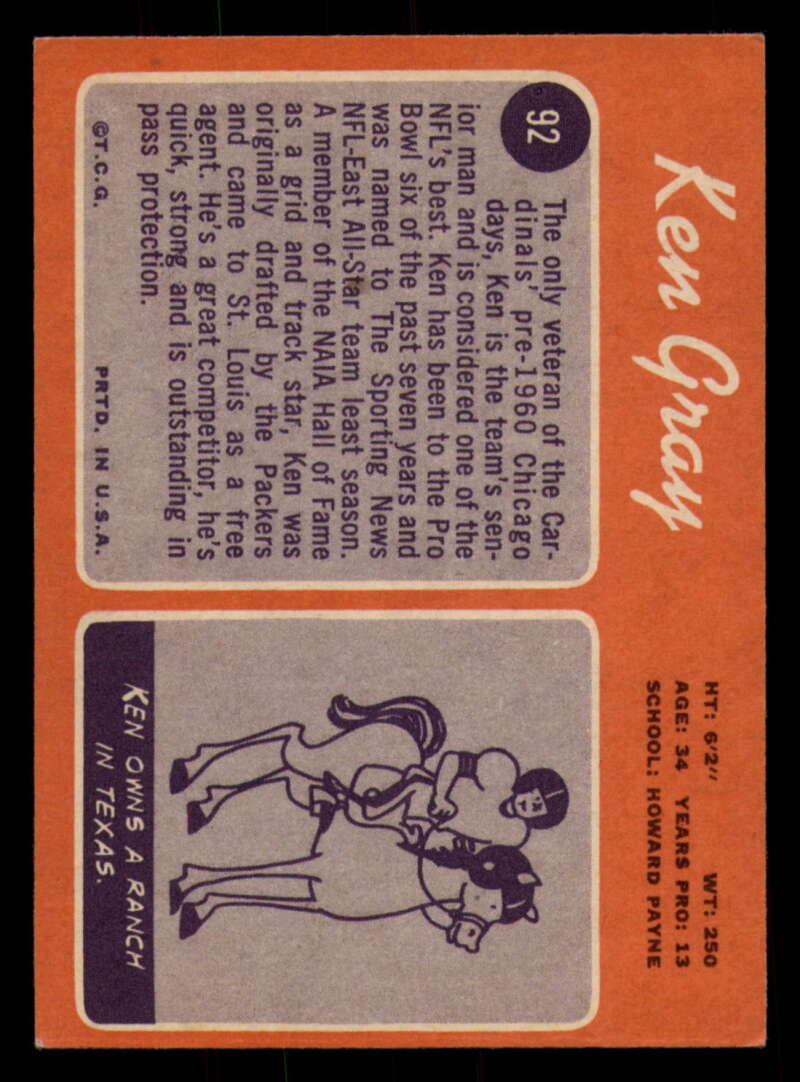 Ken Gray
HT: 6'2" WT: 250
AGE: 34 YEARS PRO: 13
SCHOOL: HOWARD PAYNE
92
The only veteran of the Car-
dinals' pre-1960 Chicago
days, Ken is the team's sen-
ior man and is considered one of the
NFL's best. Ken has been to the Pro
Bowl six of the past seven years and
was named to The Sporting News
NFL-East All-Star team least season.
A member of the NAIA Hall of Fame
as a grid and track star, Ken was
originally drafted by the Packers
and came to St. Louis as a free
agent. He's a great competitor, he's
quick, strong and is outstanding in
pass protection.
©T.C.G. PRTD. IN U.S.A.
KEN OWNS A RANCH
IN TEXAS.